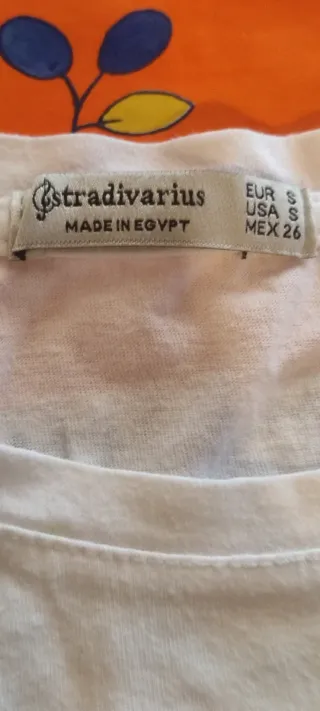 stradivarius
MADE IN EGYPT
EUR S
USA S
MEX 26